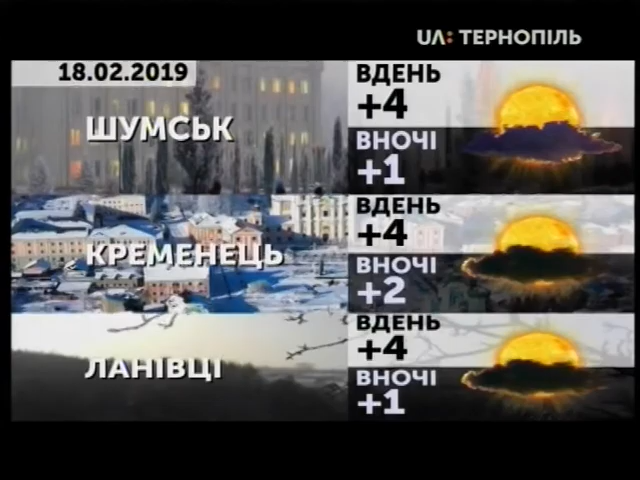 UA: ТЕРНОПІЛЬ
18.02.2019
ШУМСЬК
ВДЕНЬ
+4
ВНОЧІ
+1
КРЕМЕНЕЦЬ
ВДЕНЬ
+4
ВНОЧІ
+2
ЛАНІВЦІ
ВДЕНЬ
+4
ВНОЧІ
+1